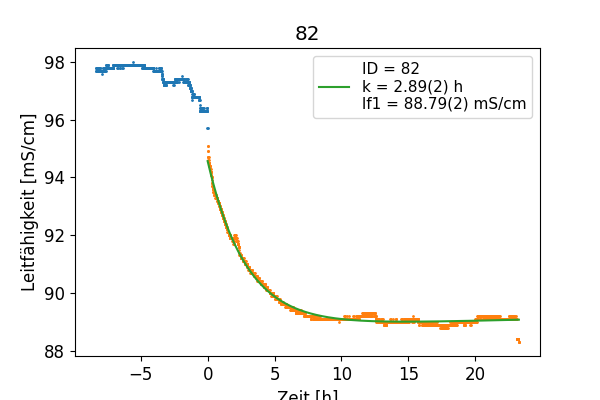 82
ID = 82
k = 2.89(2) h
lf1 = 88.79(2) mS/cm
Leitfähigkeit [mS/cm]
98
96
94
92
90
88
−5
0
5
10
15
20
Zeit [h]